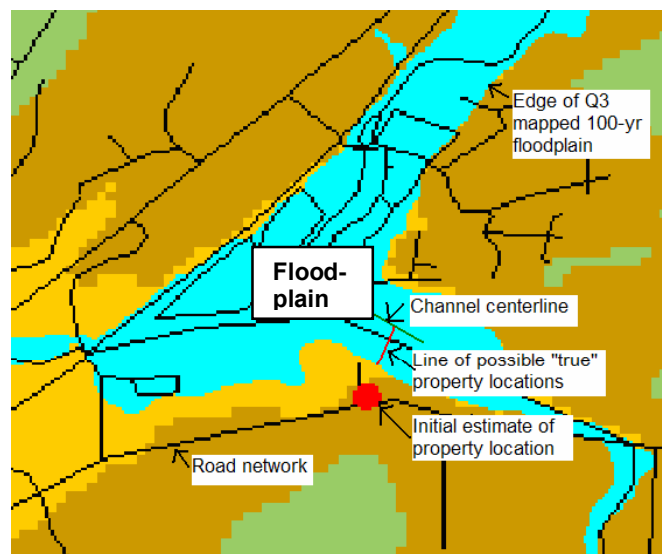 Edge of Q3
mapped 100-yr
floodplain
Flood-
plain
Channel centerline
Line of possible "true"
property locations
Initial estimate of
property location
Road network